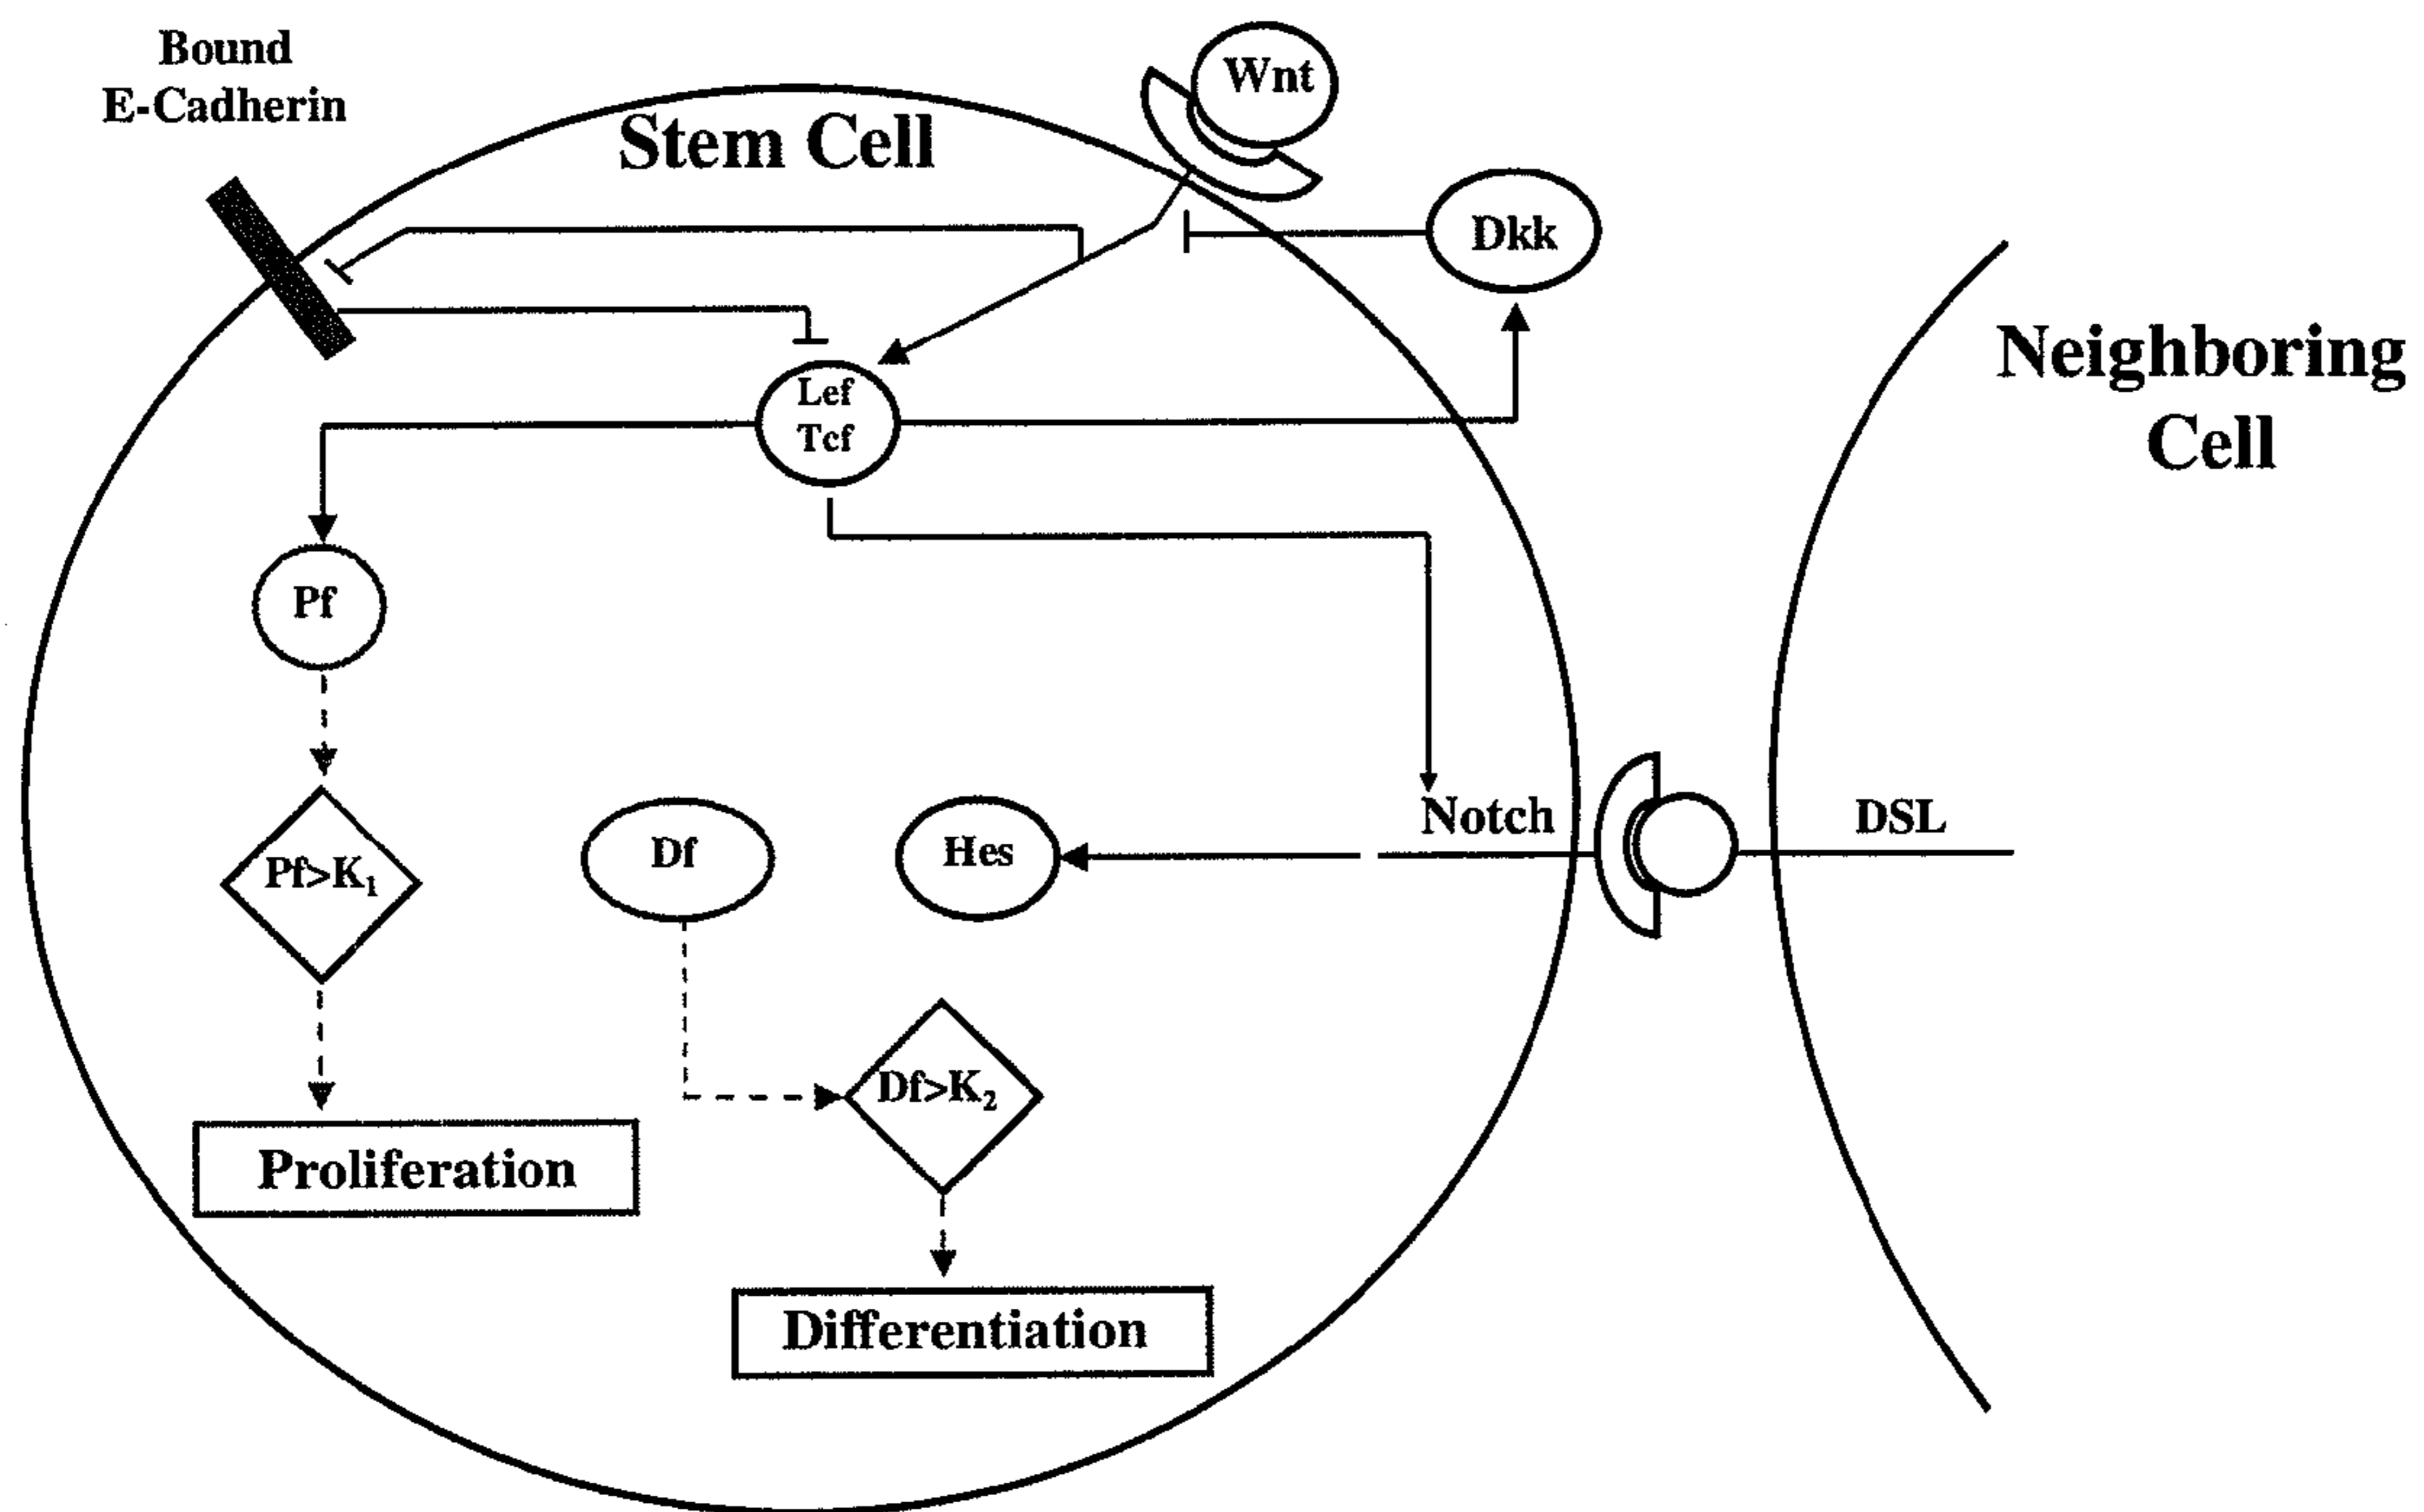 Bound
E-Cadherin
Stem Cell
Wnt
Dkk
Neighboring
Cell
Lef
Tcf
Pf
Notch
DSL
Pf>K₁
Df
Hes
Df>K₂
Proliferation
Differentiation